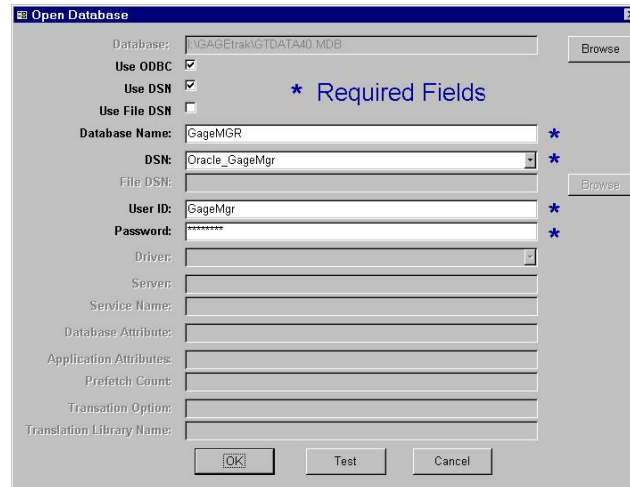 Open Database
Database: I:\GAGEtrak\GTDATA40.MDB Browse
Use ODBC
Use DSN
* Required Fields
Use File DSN
Database Name: GageMGR *
DSN: Oracle_GageMgr *
File DSN: Browse
User ID: GageMgr *
Password: ******** *
Driver:
Server:
Service Name:
Database Attribute:
Application Attributes:
Prefetch Count:
Transation Option:
Translation Library Name:
OK Test Cancel